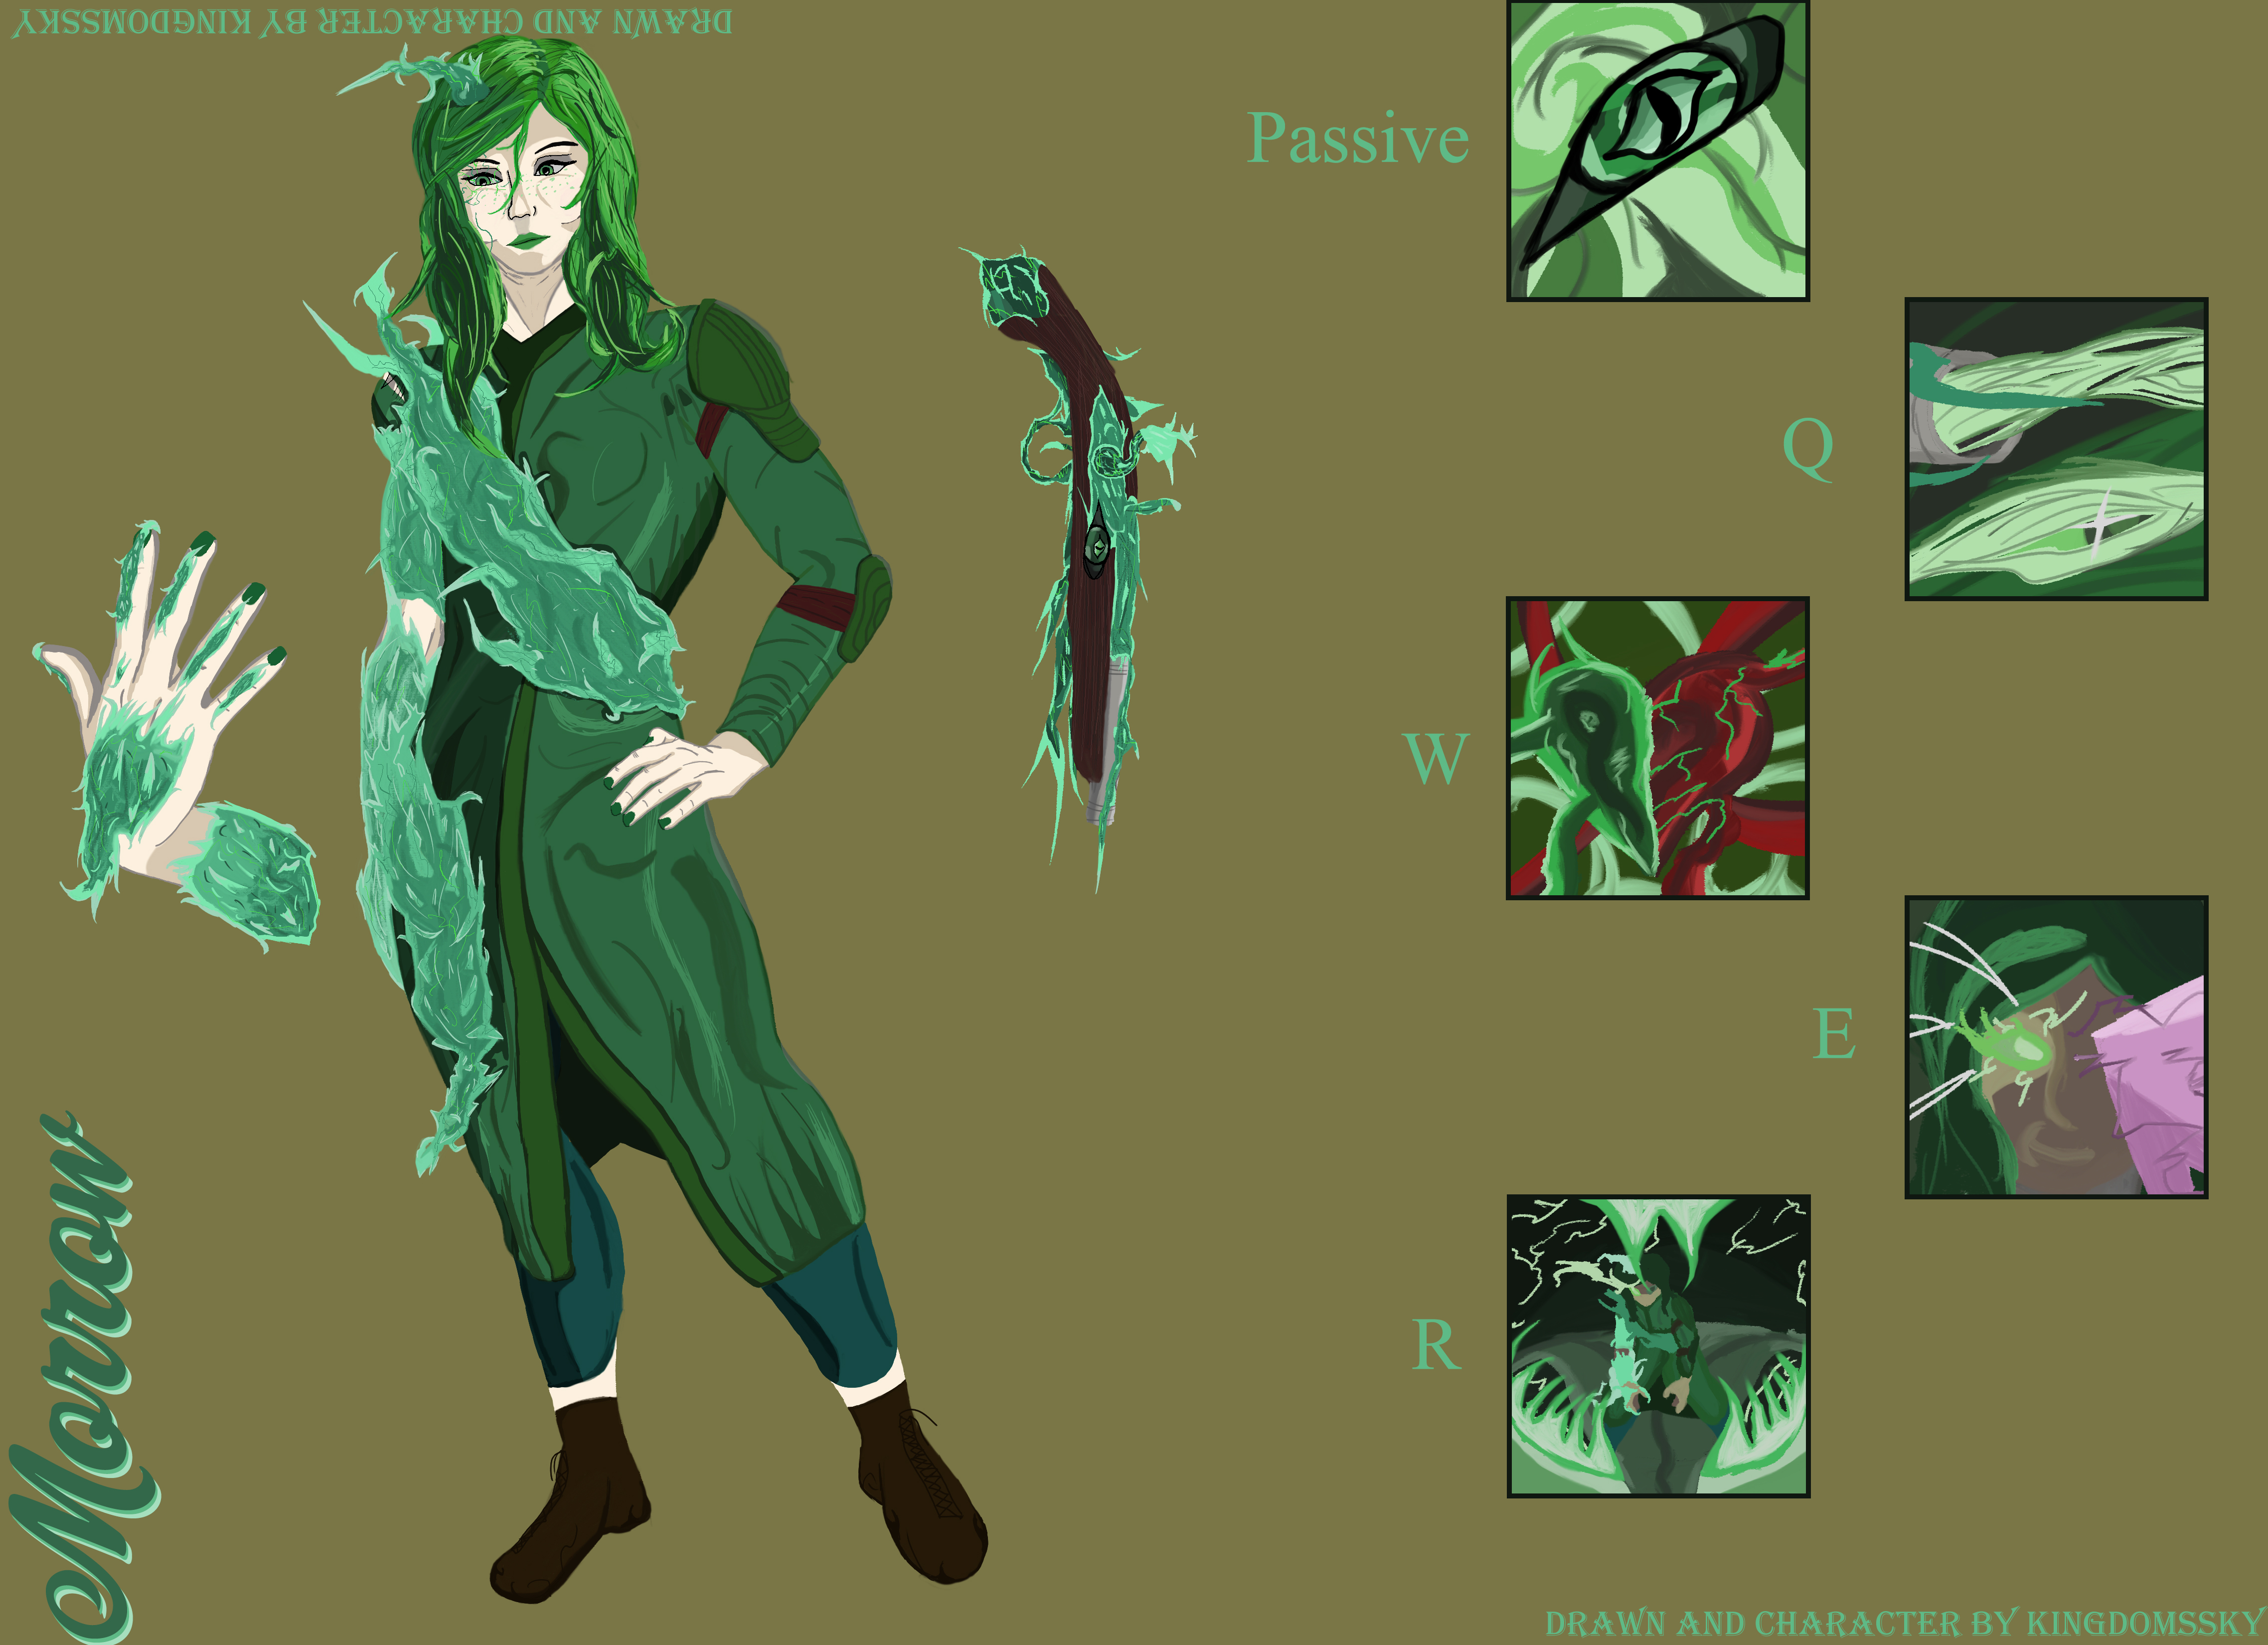 DRAWN AND CHARACTER BY KINGDOMSSKY
Passive
Q
W
E
R
Morrow
DRAWN AND CHARACTER BY KINGDOMSSKY